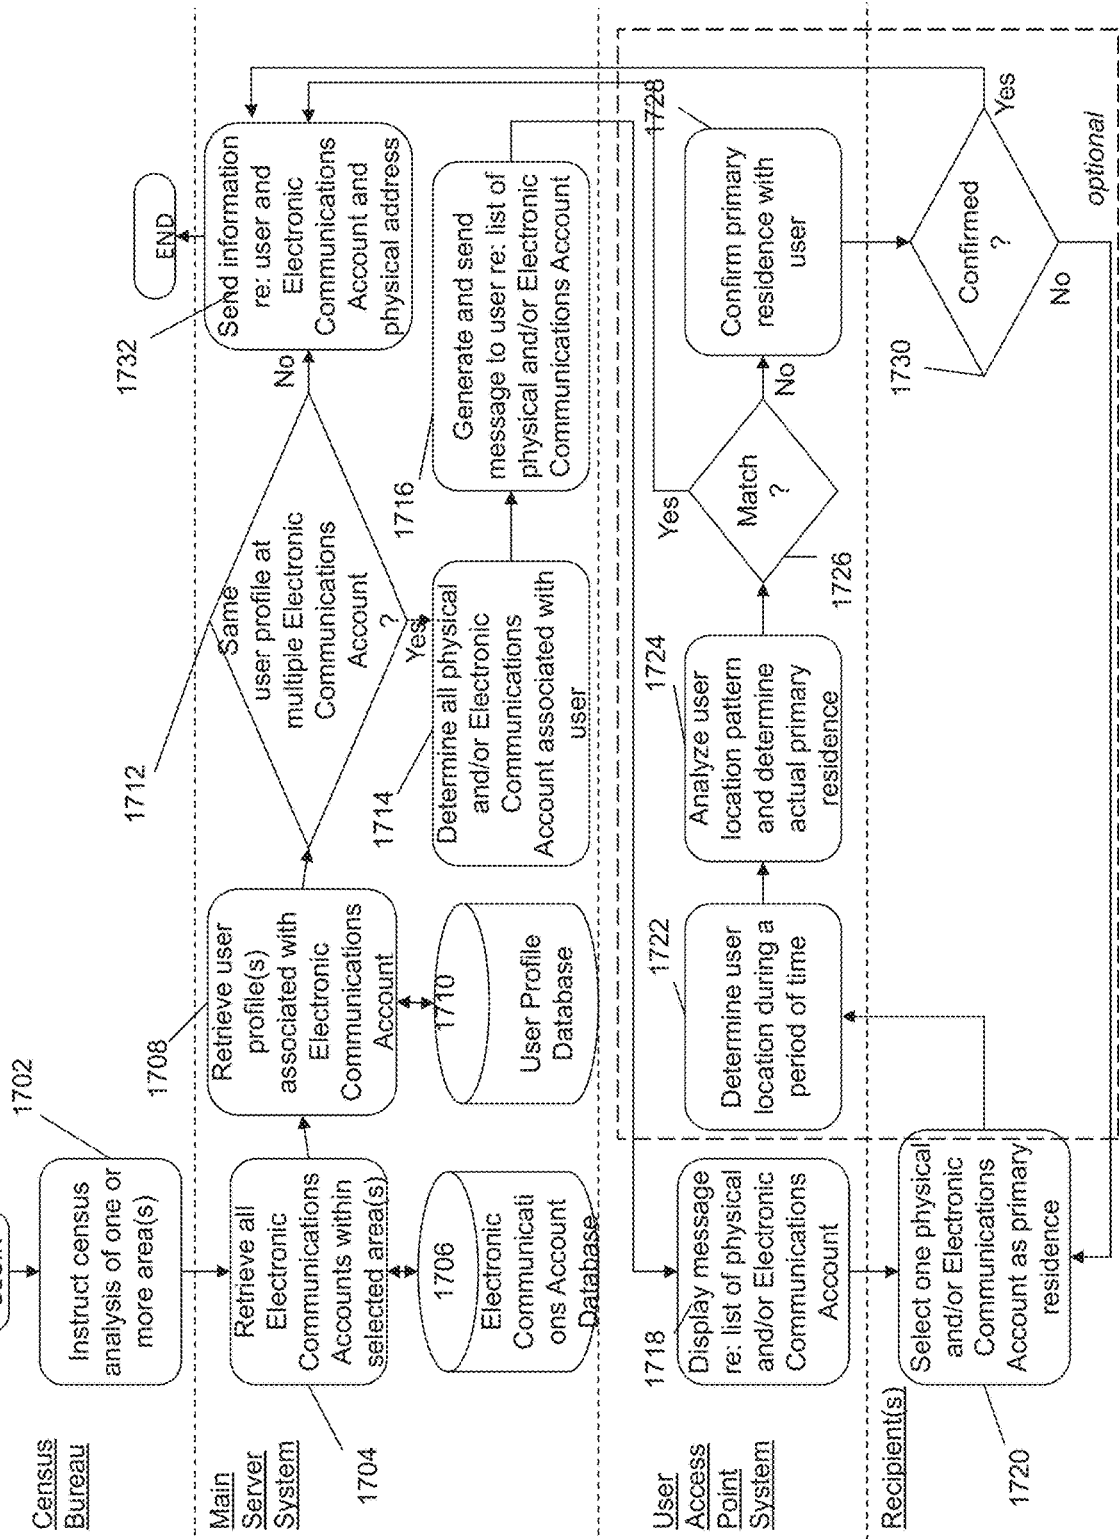 Census
Bureau
Instruct census
analysis of one or
more area(s)
1702
Main
Server
System
1704
Retrieve all
Electronic
Communications
Accounts within
selected area(s)
1706
Electronic
Communicati
ons Account
Database
1708
Retrieve user
profile(s)
associated with
Electronic
Communications
Account
1710
User Profile
Database
1712
Same
user profile at
multiple Electronic
Communications
Account
?
No
Yes
1714
Determine all physical
and/or Electronic
Communications
Account associated with
user
1716
Generate and send
message to user re: list of
physical and/or Electronic
Communications Account
1732
Send information
re: user and
Electronic
Communications
Account and
physical address
END
User
Access
Point
System
1718
Display message
re: list of physical
and/or Electronic
Communications
Account
1722
Determine user
location during a
period of time
1724
Analyze user
location pattern
and determine
actual primary
residence
1726
Match
?
Yes
No
1728
Confirm primary
residence with
user
Recipient(s)
1720
Select one physical
and/or Electronic
Communications
Account as primary
residence
1730
Confirmed
?
Yes
No
optional